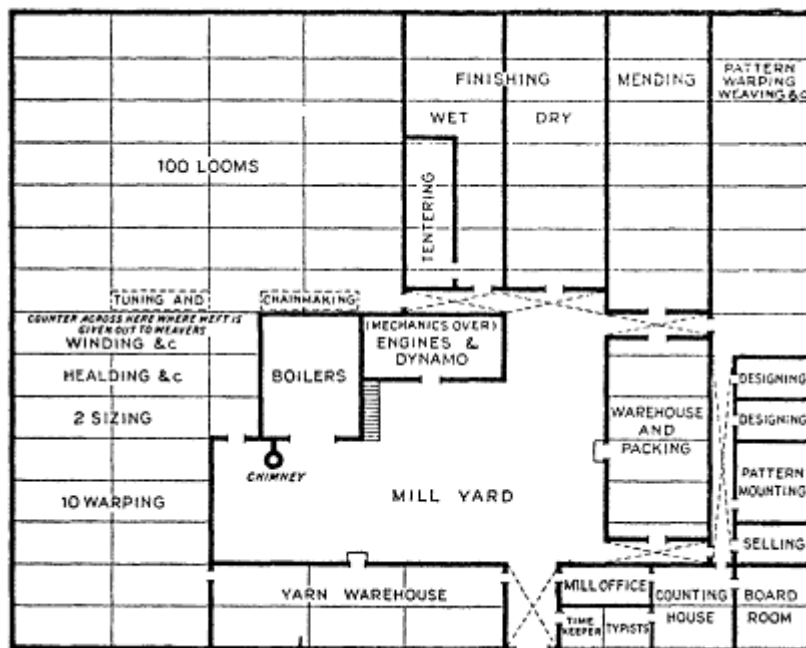 FINISHING
WET
DRY
MENDING
PATTERN
WARPING
WEAVING &c
100 LOOMS
TENTERING
TUNING AND
CHAINMAKING
COUNTER ACROSS HERE WHERE WEFT IS
GIVEN OUT TO WEAVERS
WINDING &c
HEALDING &c
2 SIZING
10 WARPING
BOILERS
(MECHANICS OVER)
ENGINES &
DYNAMO
CHIMNEY
MILL YARD
WAREHOUSE
AND
PACKING
DESIGNING
DESIGNING
PATTERN
MOUNTING
SELLING
YARN WAREHOUSE
MILL OFFICE
TIME
KEEPER
TYPISTS
COUNTING
HOUSE
BOARD
ROOM